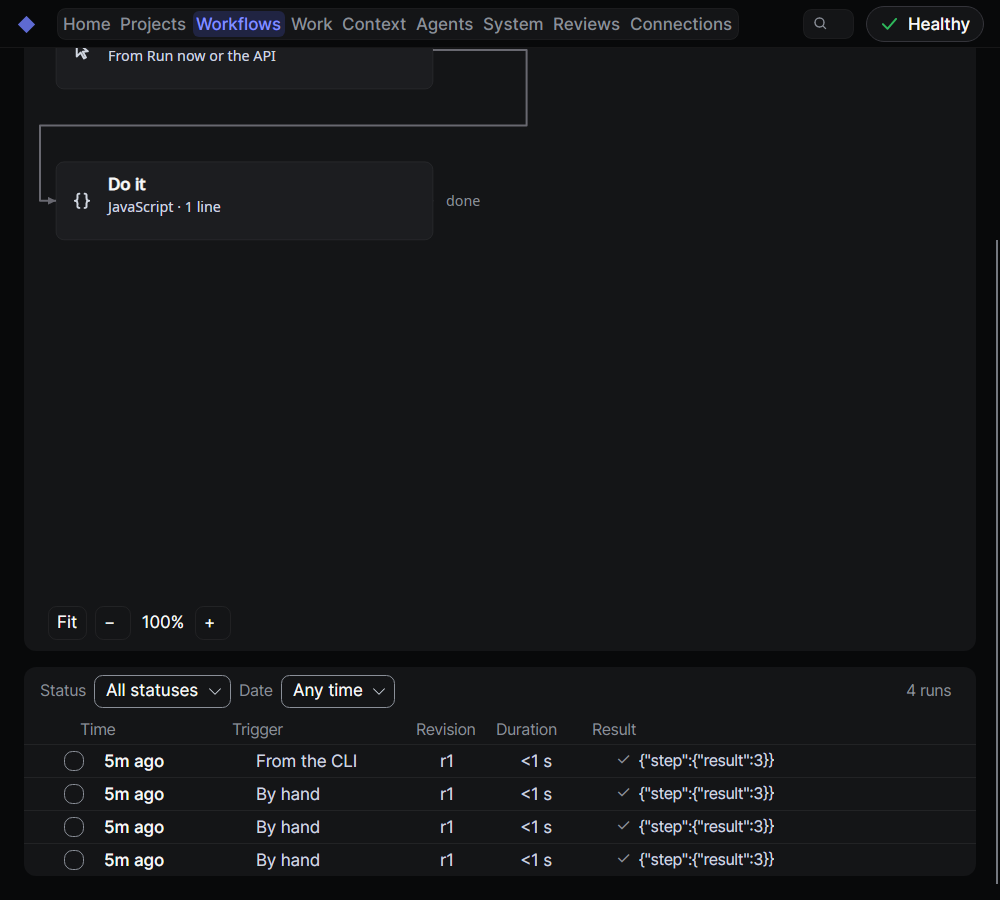 Home Projects Workflows Work Context Agents System Reviews Connections Healthy
From Run now or the API
Do it
{} JavaScript · 1 line
done
Fit − 100% +
Status All statuses Date Any time 4 runs
Time Trigger Revision Duration Result
5m ago From the CLI r1 <1 s {"step":{"result":3}}
5m ago By hand r1 <1 s {"step":{"result":3}}
5m ago By hand r1 <1 s {"step":{"result":3}}
5m ago By hand r1 <1 s {"step":{"result":3}}